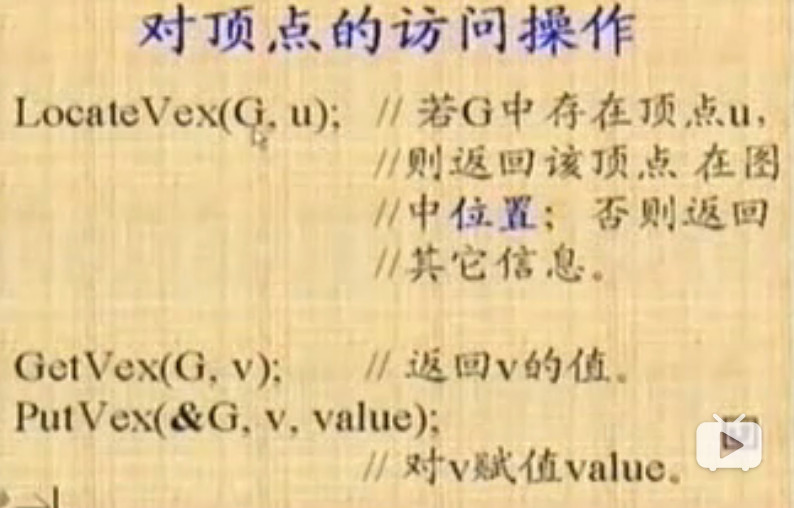 对顶点的访问操作
LocateVex(G, u); // 若G中存在顶点u,
//则返回该顶点 在图
//中位置; 否则返回
//其它信息。
GetVex(G, v); // 返回v的值。
PutVex(&G, v, value);
// 对v赋值value。